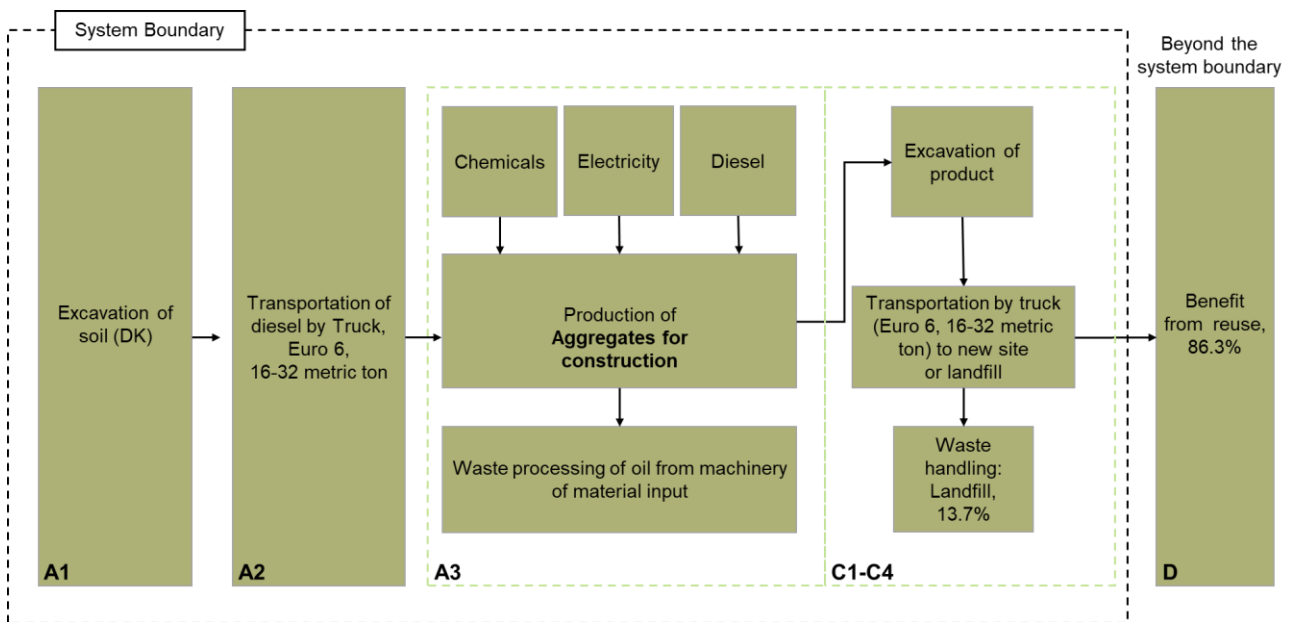 System Boundary
Beyond the
system boundary
Excavation of
soil (DK)
A1
Transportation of
diesel by Truck,
Euro 6,
16-32 metric ton
A2
Chemicals
Electricity
Diesel
Production of
Aggregates for
construction
Waste processing of oil from machinery
of material input
A3
Excavation of
product
Transportation by truck
(Euro 6, 16-32 metric
ton) to new site
or landfill
Waste
handling:
Landfill,
13.7%
C1-C4
Benefit
from reuse,
86.3%
D